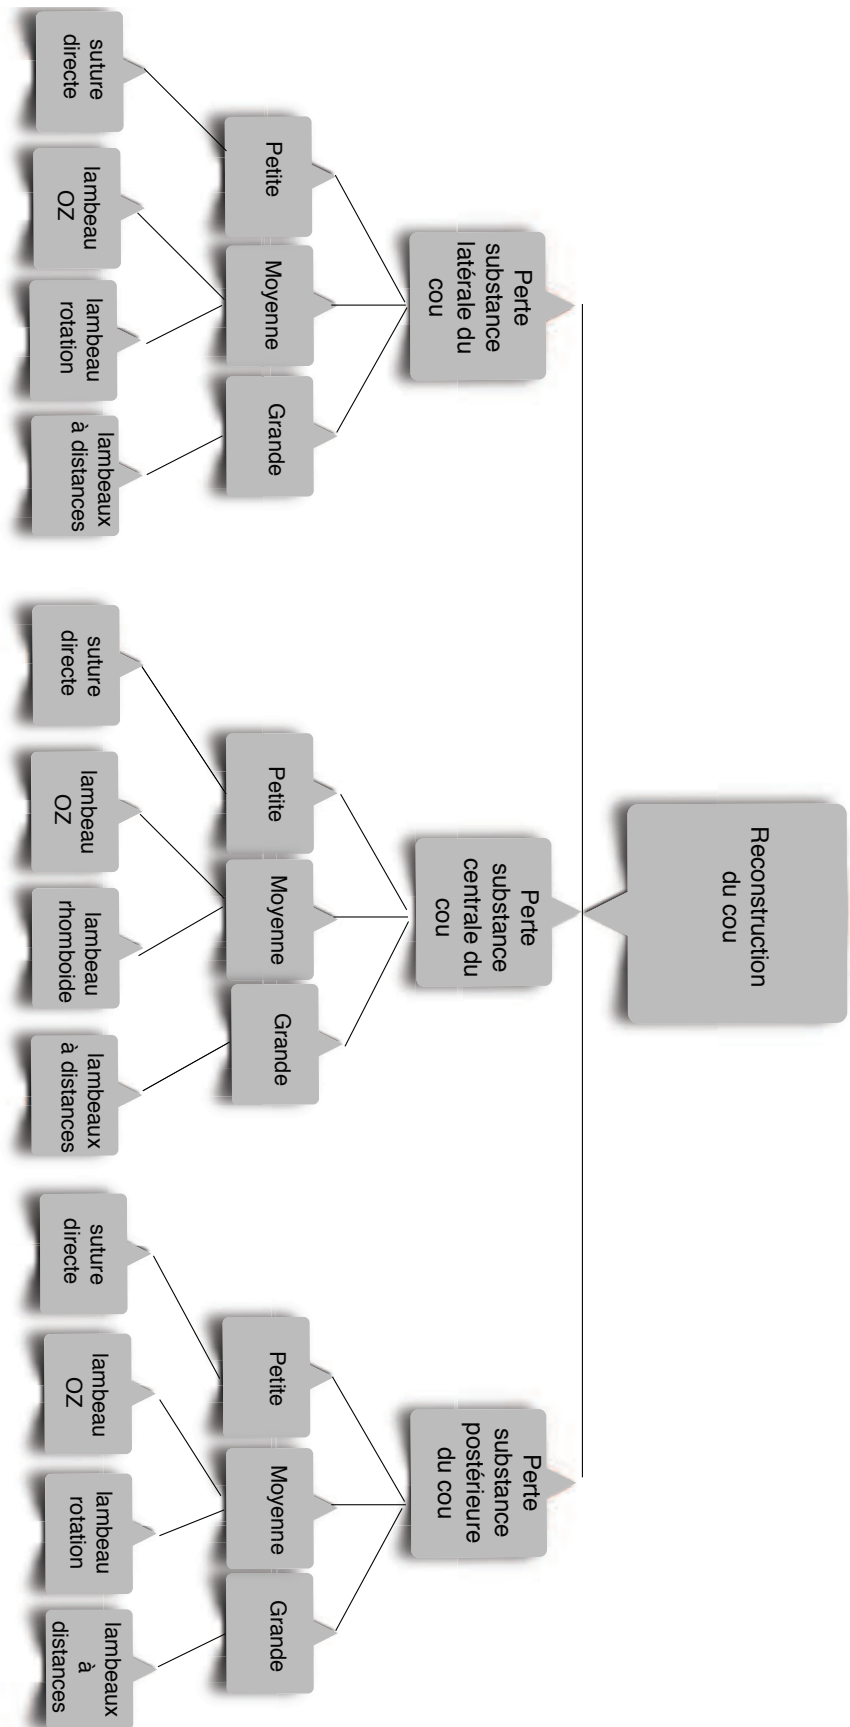 Reconstruction
du cou
Perte
substance
latérale du
cou
Perte
substance
centrale du
cou
Perte
substance
postérieure
du cou
Petite
Moyenne
Grande
Petite
Moyenne
Grande
Petite
Moyenne
Grande
suture
directe
lambeau
OZ
lambeau
rotation
lambeaux
à distances
suture
directe
lambeau
OZ
lambeau
rhomboide
lambeaux
à distances
suture
directe
lambeau
OZ
lambeau
rotation
lambeaux
à
distances